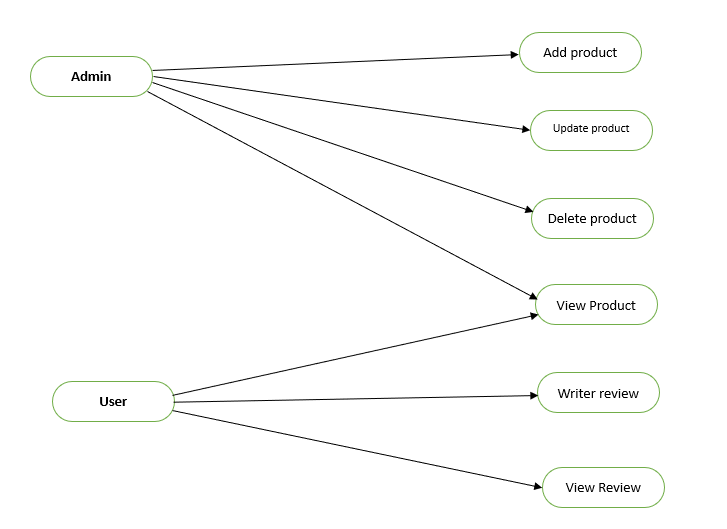 Add product
Admin
Update product
Delete product
View Product
User
Writer review
View Review